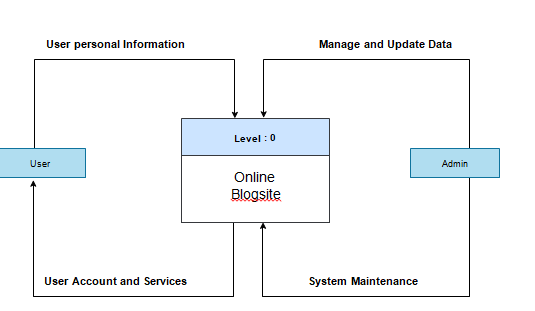 User personal Information
Manage and Update Data
Level : 0
User
Admin
Online
Blogsite
User Account and Services
System Maintenance